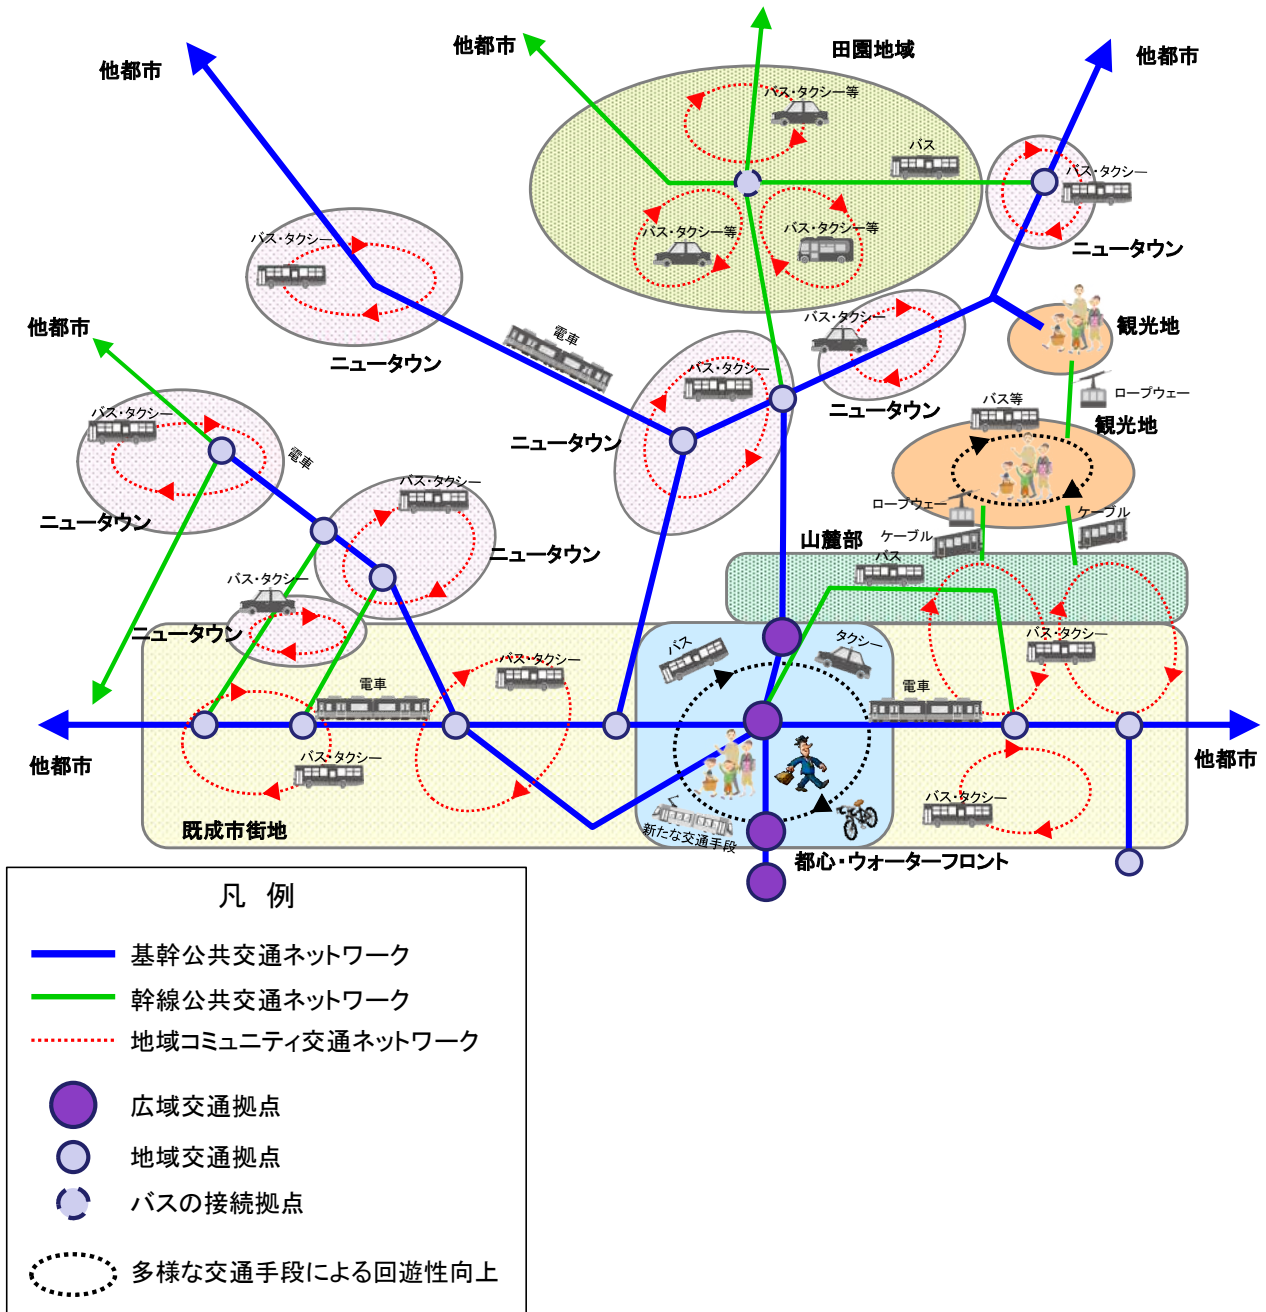 他都市
田園地域
他都市
他都市
バス・タクシー等
バス
バス・タクシー
バス・タクシー
バス・タクシー等
バス・タクシー等
ニュータウン
他都市
ニュータウン
電車
バス・タクシー
観光地
バス・タクシー
ロープウェー
バス・タクシー
ニュータウン
バス等
観光地
電車
ニュータウン
ニュータウン
バス・タクシー
ロープウェー
ケーブル
ニュータウン
山麓部
ケーブル
バス
バス・タクシー
ニュータウン
バス
タクシー
バス・タクシー
バス・タクシー
電車
電車
他都市
バス・タクシー
他都市
バス・タクシー
既成市街地
新たな交通手段
都心・ウォーターフロント
凡 例
基幹公共交通ネットワーク
幹線公共交通ネットワーク
地域コミュニティ交通ネットワーク
広域交通拠点
地域交通拠点
バスの接続拠点
多様な交通手段による回遊性向上